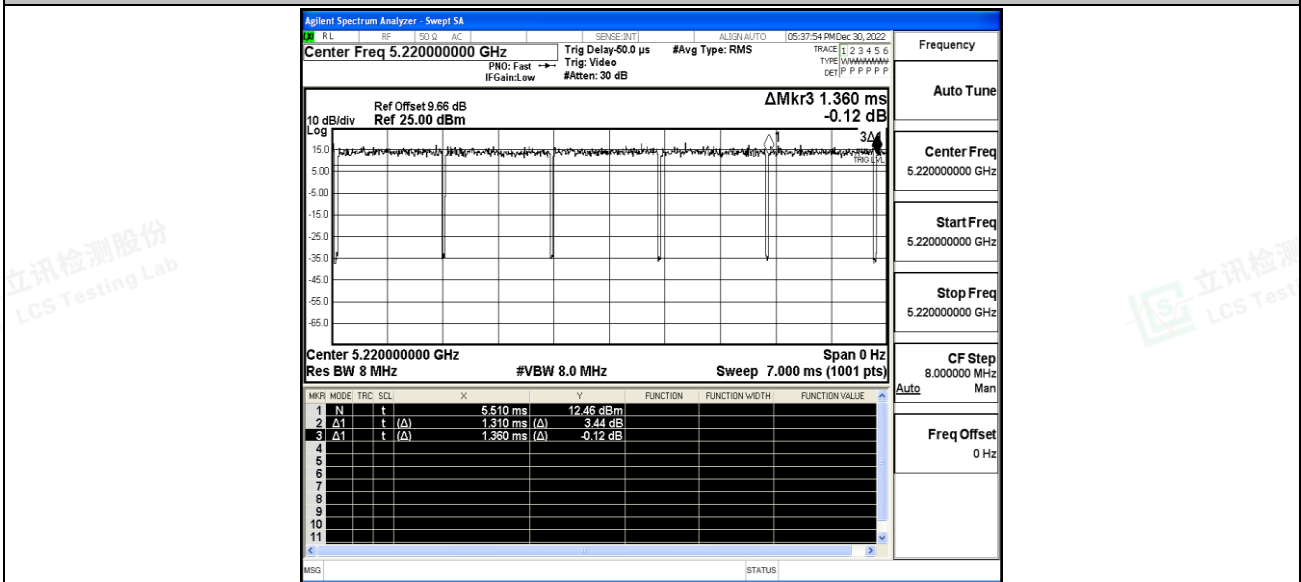 Agilent Spectrum Analyzer - Swept SA
RL RF 50 Ω AC SENSE:INT ALIGN AUTO 05:37:54 PM Dec 30, 2022
Center Freq 5.220000000 GHz
PNO: Fast
IFGain:Low
Trig Delay-50.0 µs
Trig: Video
#Atten: 30 dB
#Avg Type: RMS
TRACE 1 2 3 4 5 6
TYPE WWWWWW
DET P P P P P P
Frequency
Auto Tune
Center Freq
5.220000000 GHz
Start Freq
5.220000000 GHz
Stop Freq
5.220000000 GHz
CF Step
8.000000 MHz
Auto Man
Freq Offset
0 Hz
ΔMkr3 1.360 ms
-0.12 dB
Ref Offset 9.66 dB
10 dB/div Ref 25.00 dBm
Log
15.0
5.00
-5.00
-15.0
-25.0
-35.0
-45.0
-55.0
-65.0
1
3Δ1
TRIG LVL
Center 5.220000000 GHz Span 0 Hz
Res BW 8 MHz #VBW 8.0 MHz Sweep 7.000 ms (1001 pts)
MKR MODE TRC SCL X Y FUNCTION FUNCTION WIDTH FUNCTION VALUE
1 N t 5.510 ms 12.46 dBm
2 Δ1 t (Δ) 1.310 ms (Δ) 3.44 dB
3 Δ1 t (Δ) 1.360 ms (Δ) -0.12 dB
4
5
6
7
8
9
10
11
MSG STATUS
立讯检测股份
LCS Testing Lab
立讯检测
LCS Test